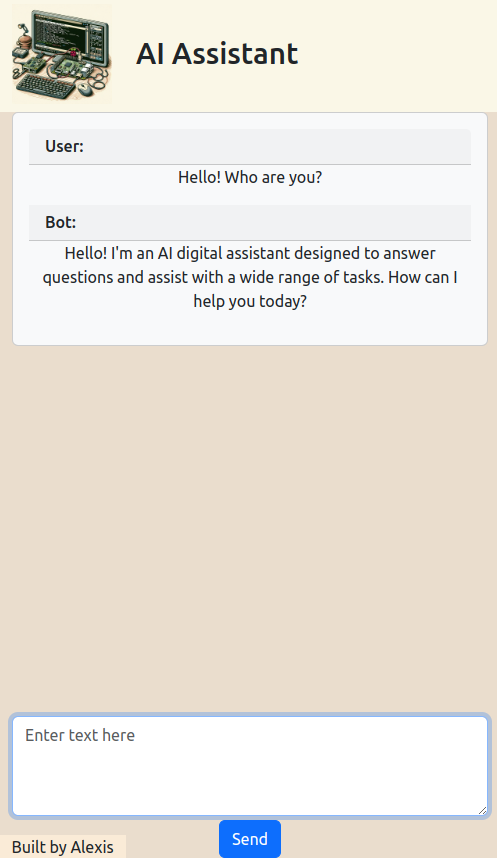 AI Assistant
User:
Hello! Who are you?
Bot:
Hello! I'm an AI digital assistant designed to answer
questions and assist with a wide range of tasks. How can I
help you today?
Enter text here
Send
Built by Alexis